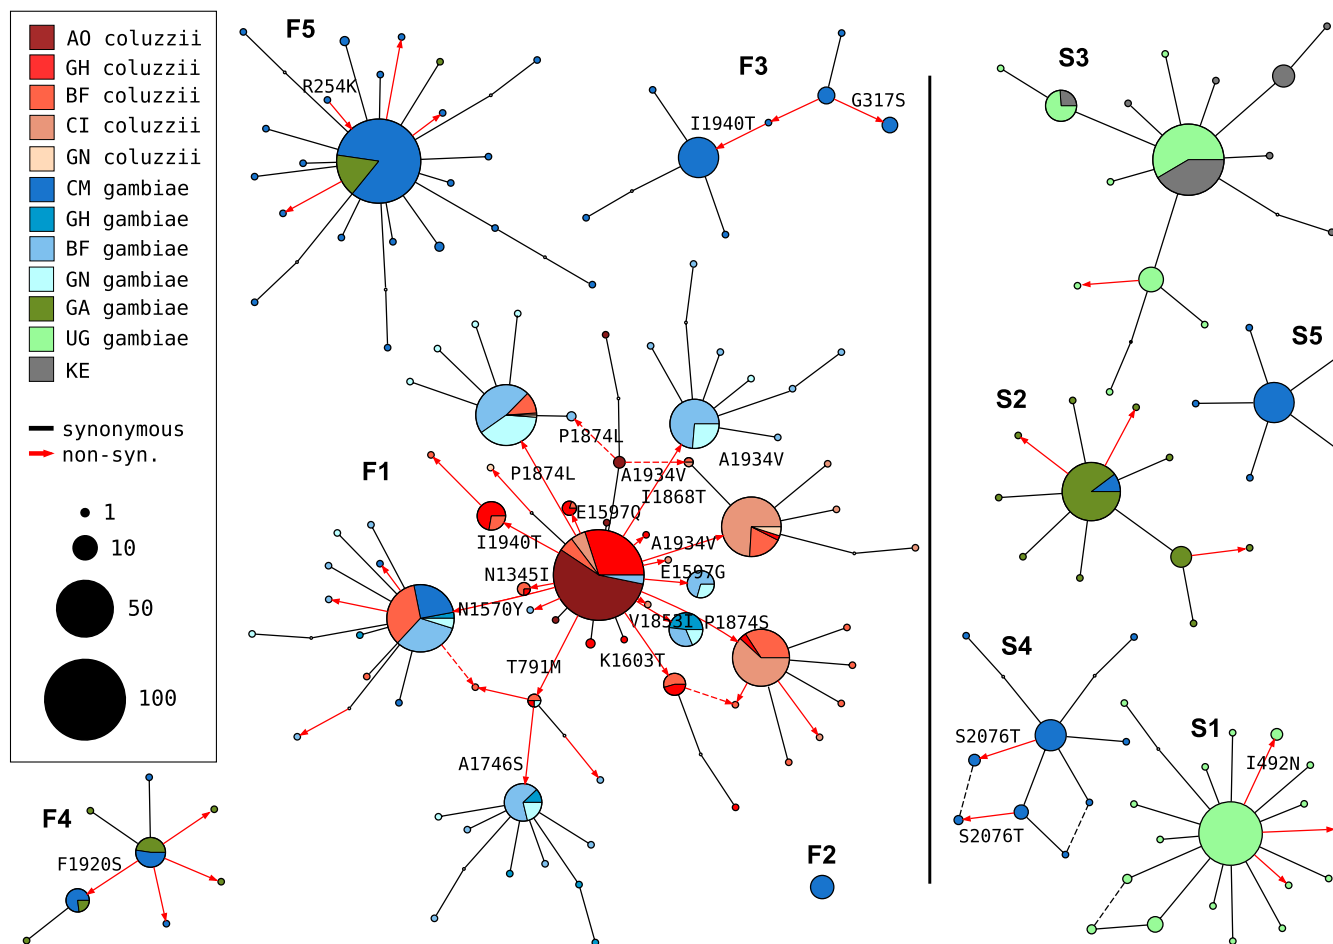 AO coluzzii
GH coluzzii
BF coluzzii
CI coluzzii
GN coluzzii
CM gambiae
GH gambiae
BF gambiae
GN gambiae
GA gambiae
UG gambiae
KE
synonymous
non-syn.
1
10
50
100
F5
R254K
F3
G317S
I1940T
F1
P1874L
P1874L
A1934V
A1934V
I1868T
E1597Q
I1940T
A1934V
E1597G
N1345I
N1570Y
V1853I
P1874S
K1603T
T791M
A1746S
F2
F4
F1920S
S3
S5
S2
S4
S2076T
S2076T
S1
I492N